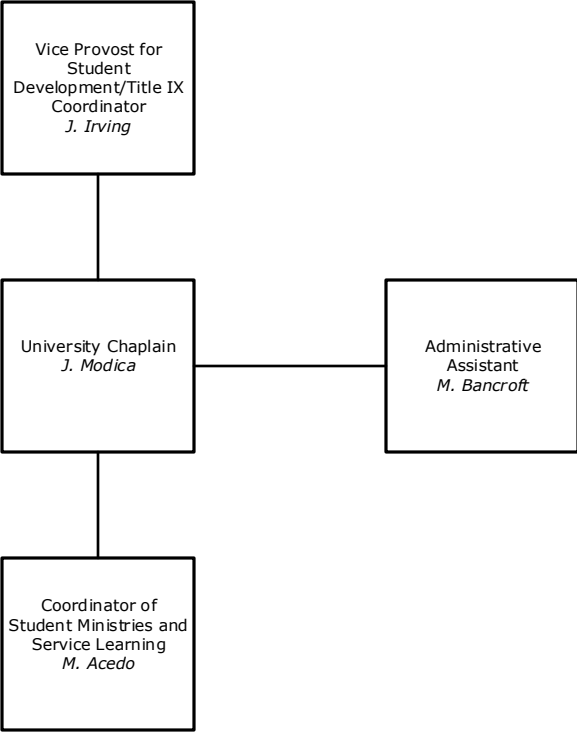 Vice Provost for
Student
Development/Title IX
Coordinator
J. Irving
University Chaplain
J. Modica
Administrative
Assistant
M. Bancroft
Coordinator of
Student Ministries and
Service Learning
M. Acedo